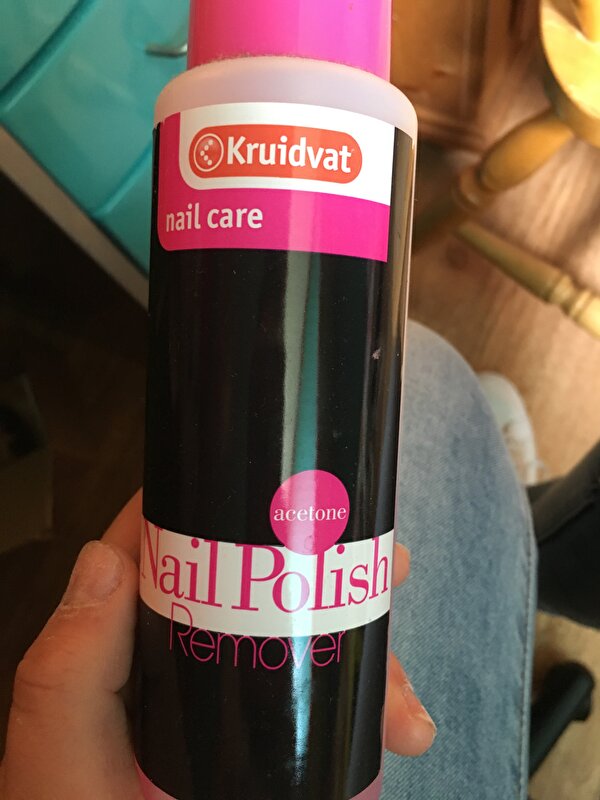 Kruidvat
nail care
acetone
Nail Polish
Remover